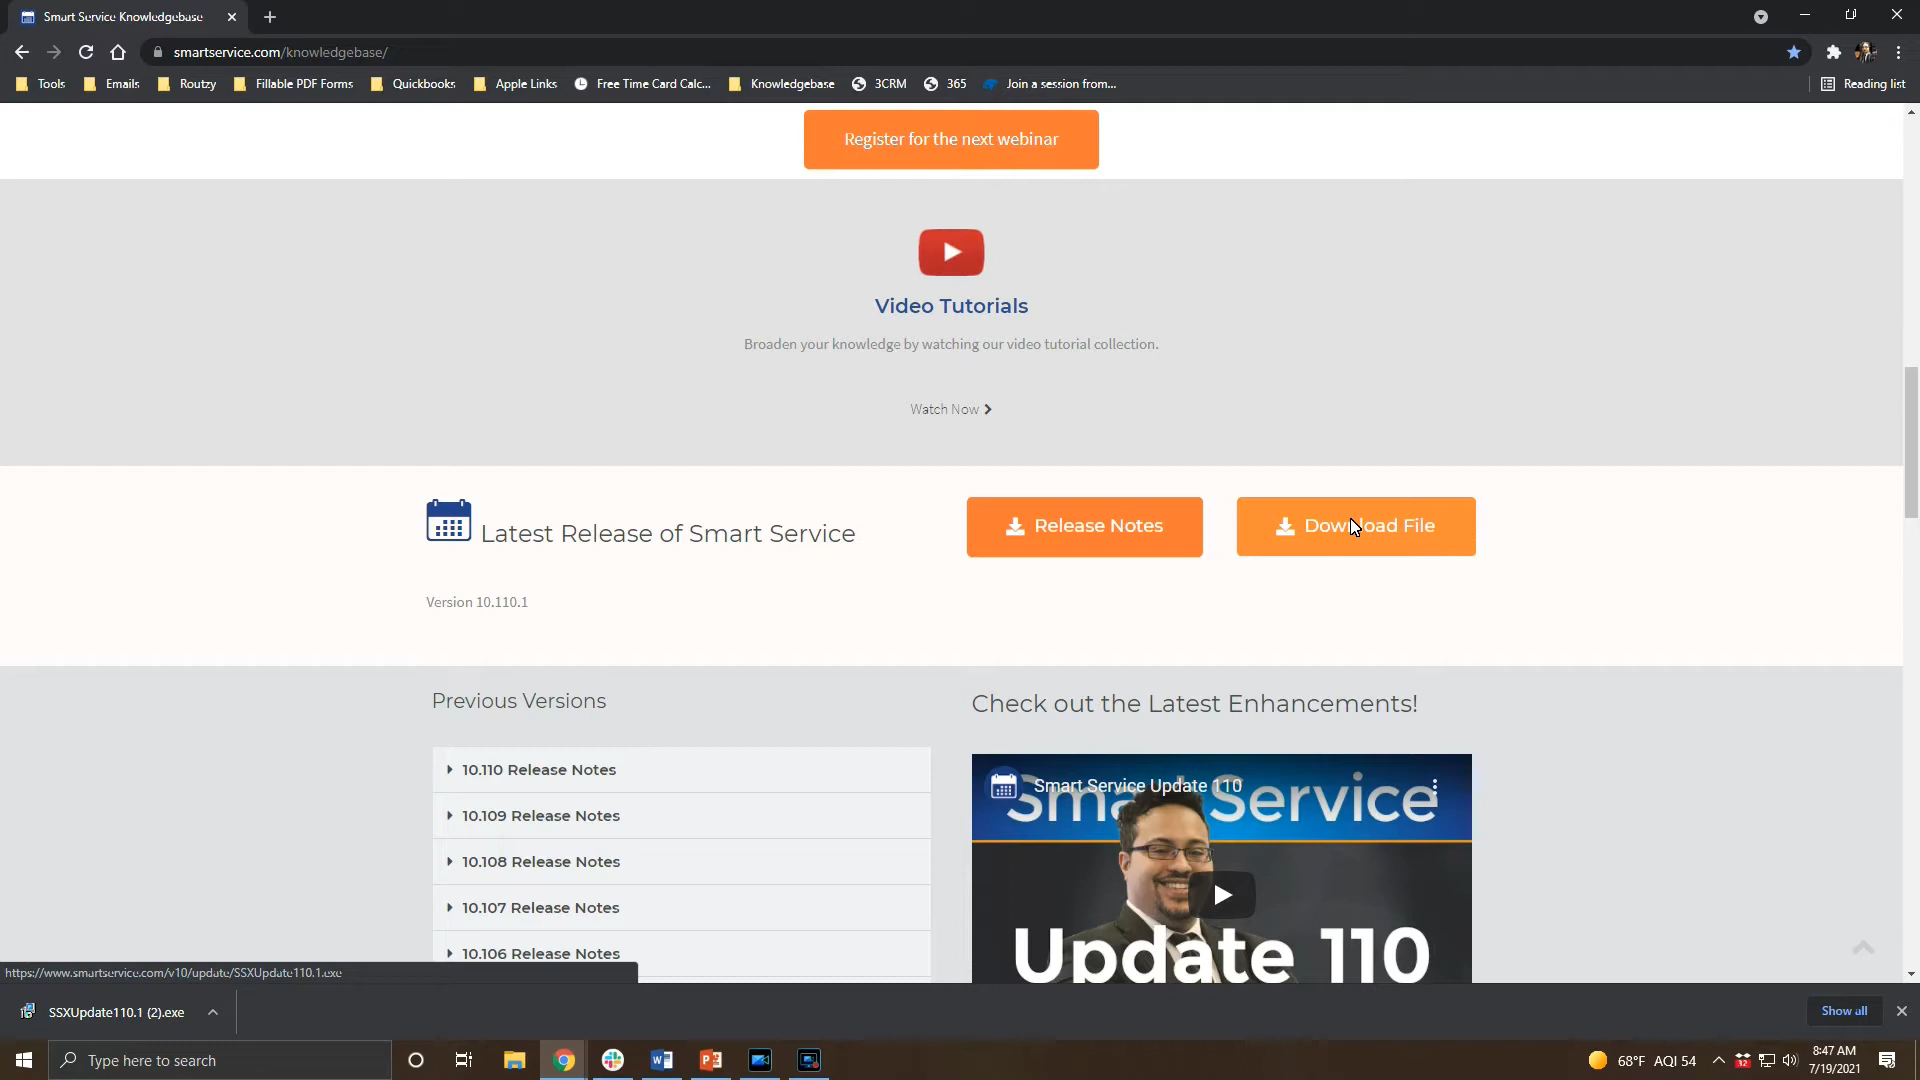 Smart Service Knowledgebase
smartservice.com/knowledgebase/
Tools Emails Routzy Fillable PDF Forms Quickbooks Apple Links Free Time Card Calc... Knowledgebase 3CRM 365 Join a session from... Reading list
Register for the next webinar
Video Tutorials
Broaden your knowledge by watching our video tutorial collection.
Watch Now
Latest Release of Smart Service
Release Notes
Download File
Version 10.110.1
Previous Versions
Check out the Latest Enhancements!
10.110 Release Notes
10.109 Release Notes
10.108 Release Notes
10.107 Release Notes
10.106 Release Notes
Smart Service Update 110
Smart Service
Update 110
https://www.smartservice.com/v10/update/SSXUpdate110.1.exe
SSXUpdate110.1 (2).exe
Show all
Type here to search
68°F AQI 54
8:47 AM
7/19/2021